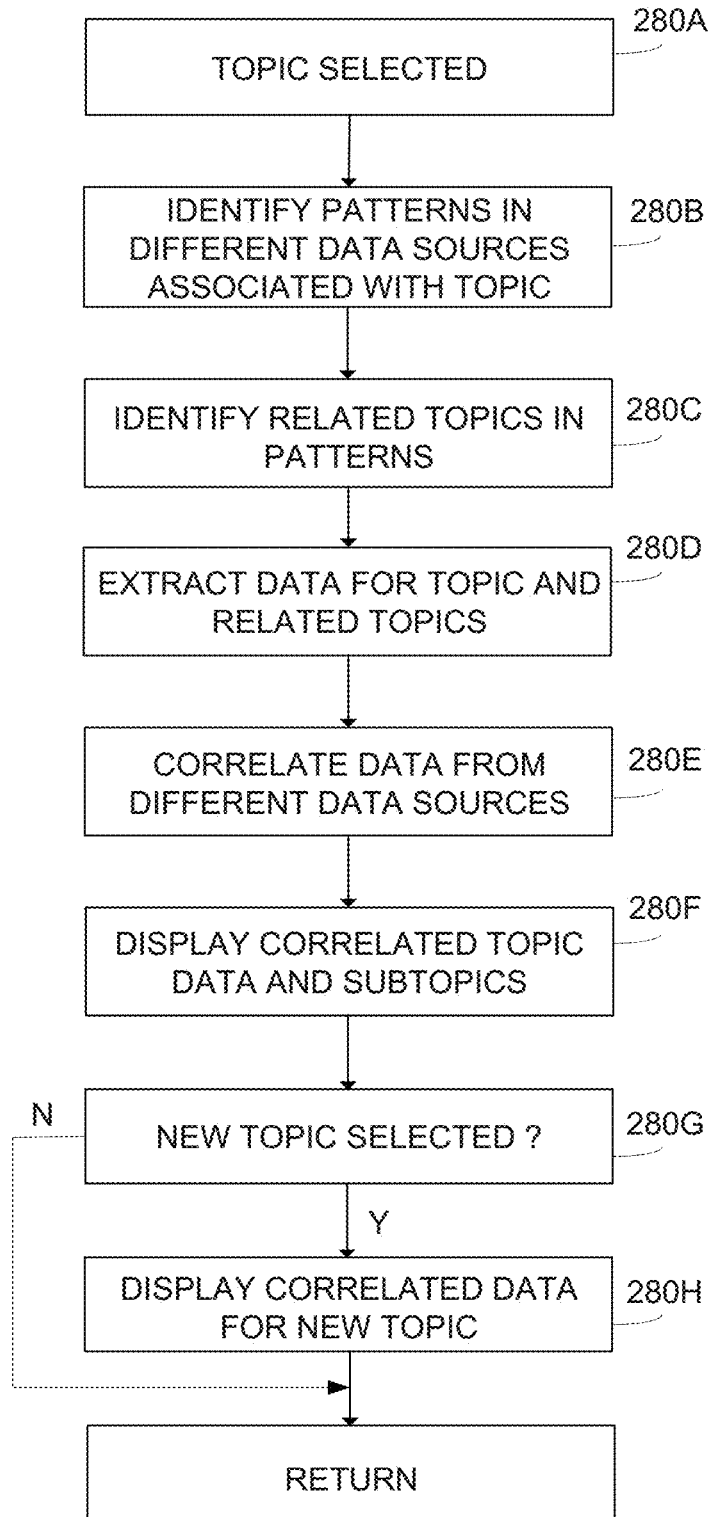 280A
TOPIC SELECTED
280B
IDENTIFY PATTERNS IN
DIFFERENT DATA SOURCES
ASSOCIATED WITH TOPIC
280C
IDENTIFY RELATED TOPICS IN
PATTERNS
280D
EXTRACT DATA FOR TOPIC AND
RELATED TOPICS
280E
CORRELATE DATA FROM
DIFFERENT DATA SOURCES
280F
DISPLAY CORRELATED TOPIC
DATA AND SUBTOPICS
N
NEW TOPIC SELECTED ?
280G
Y
DISPLAY CORRELATED DATA
FOR NEW TOPIC
280H
RETURN